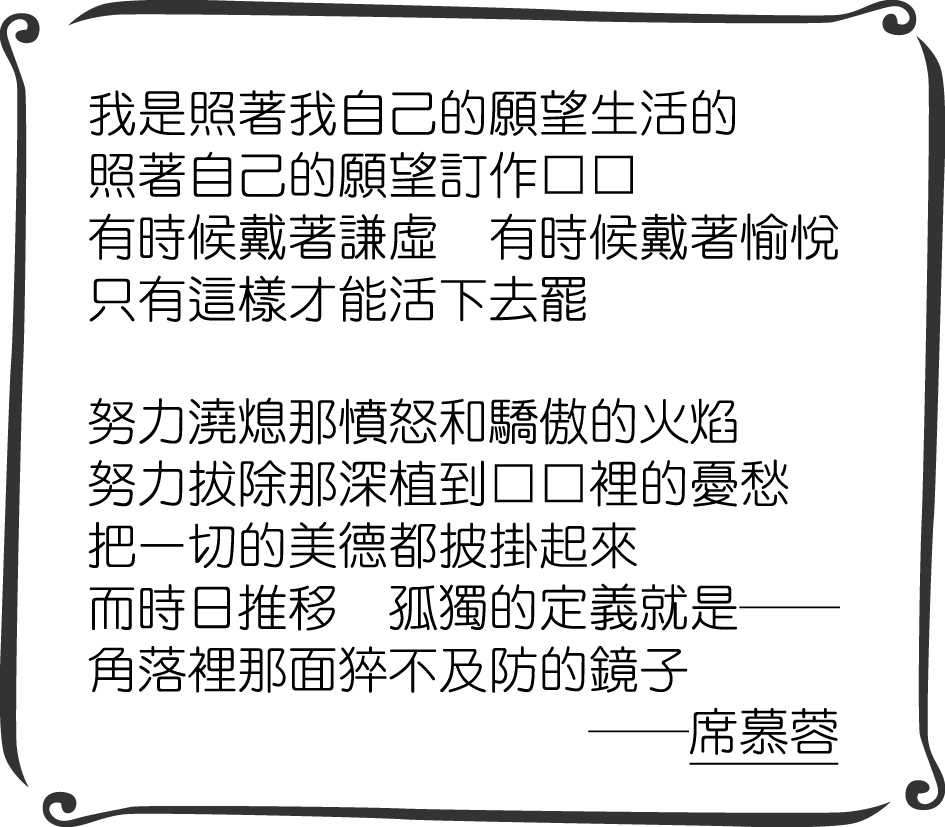 我是照著我自己的願望生活的
照著自己的願望訂作□□
有時候戴著謙虛　有時候戴著愉悅
只有這樣才能活下去罷
努力澆熄那憤怒和驕傲的火焰
努力拔除那深植到□□裡的憂愁
把一切的美德都披掛起來
而時日推移　孤獨的定義就是──
角落裡那面猝不及防的鏡子
──席慕蓉